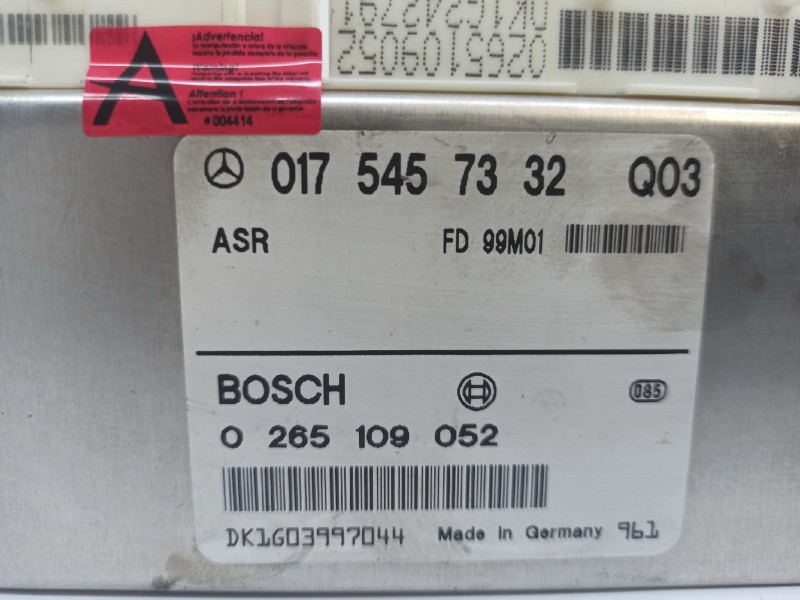 ¡Advertencia!
Warning!
Attention !
A
#004414
0265109052
017 545 73 32 Q03
ASR FD 99M01
BOSCH H 085
0 265 109 052
DK1G03997044 Made In Germany 961